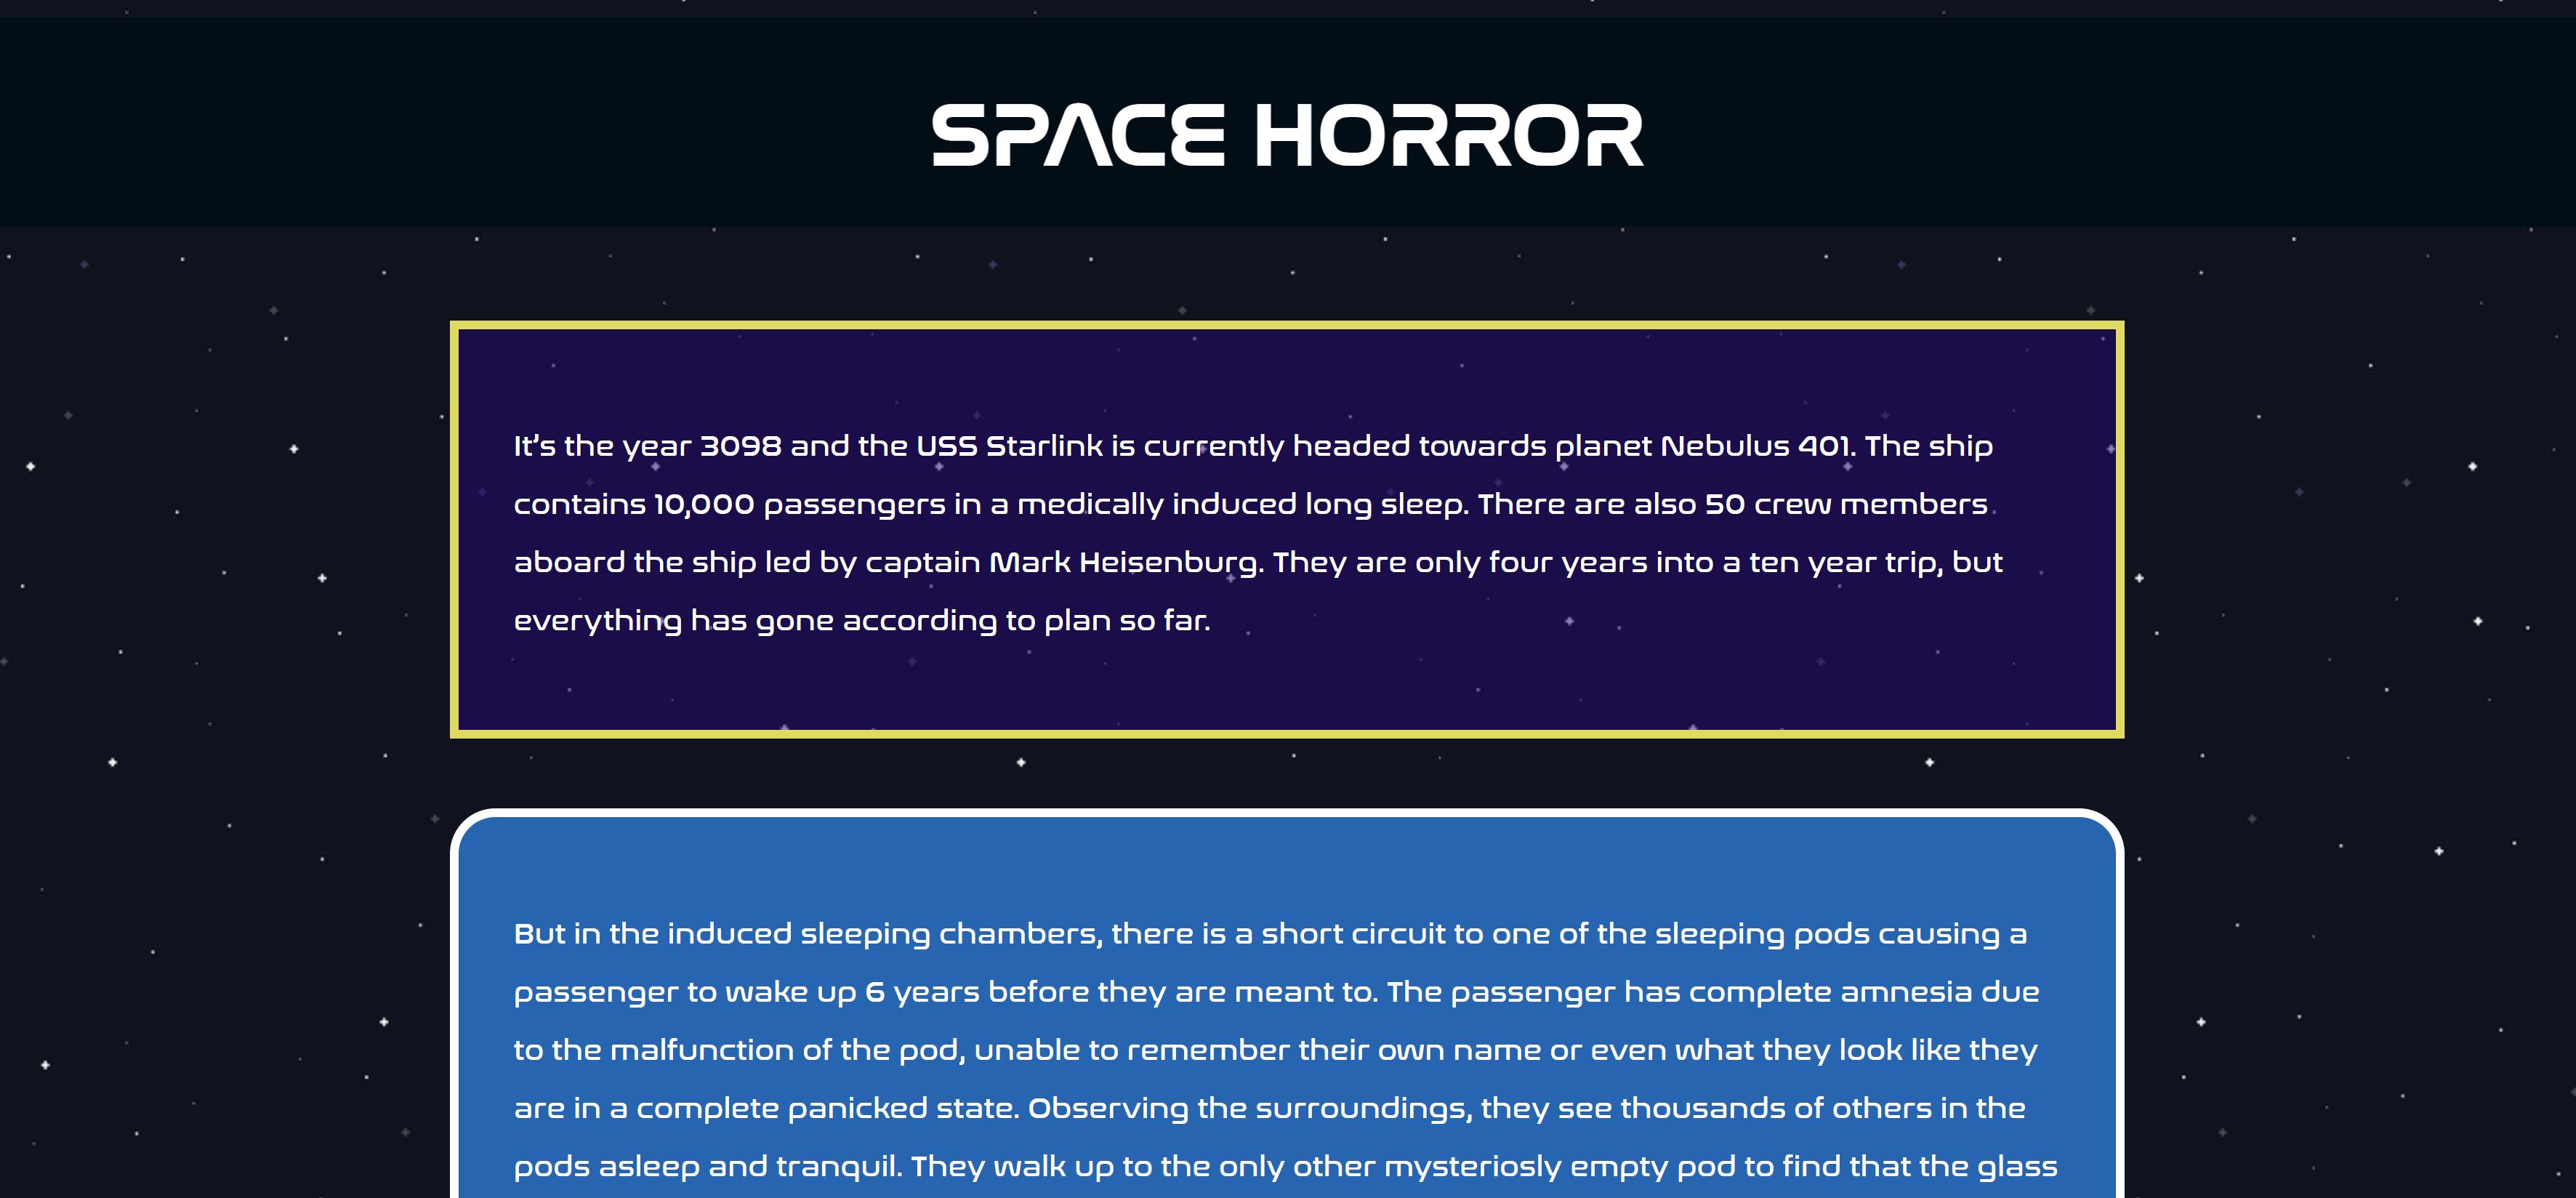 SPACE HORROR
It's the year 3098 and the USS Starlink is currently headed towards planet Nebulus 401. The ship
contains 10,000 passengers in a medically induced long sleep. There are also 50 crew members
aboard the ship led by captain Mark Heisenburg. They are only four years into a ten year trip, but
everything has gone according to plan so far.
But in the induced sleeping chambers, there is a short circuit to one of the sleeping pods causing a
passenger to wake up 6 years before they are meant to. The passenger has complete amnesia due
to the malfunction of the pod, unable to remember their own name or even what they look like they
are in a complete panicked state. Observing the surroundings, they see thousands of others in the
pods asleep and tranquil. They walk up to the only other mysteriosly empty pod to find that the glass